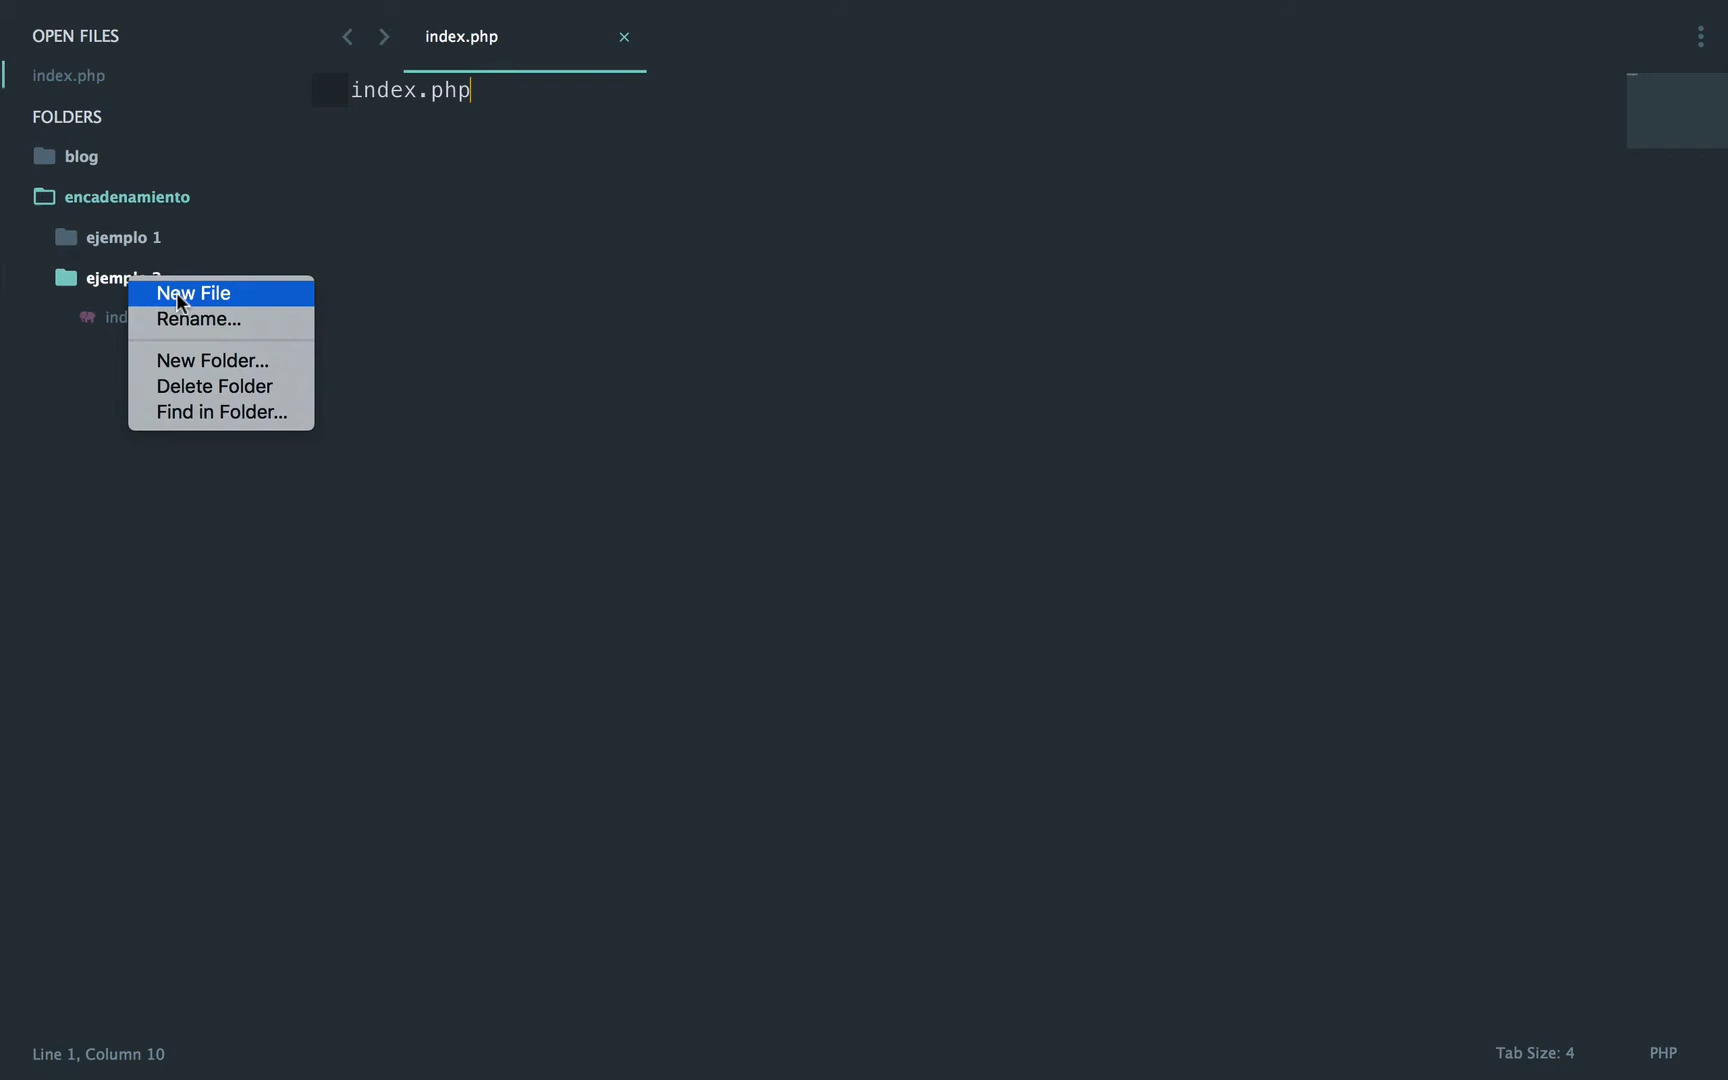 OPEN FILES
index.php
FOLDERS
blog
encadenamiento
ejemplo 1
index.php
index.php
New File
Rename...
New Folder...
Delete Folder
Find in Folder...
Line 1, Column 10
Tab Size: 4
PHP